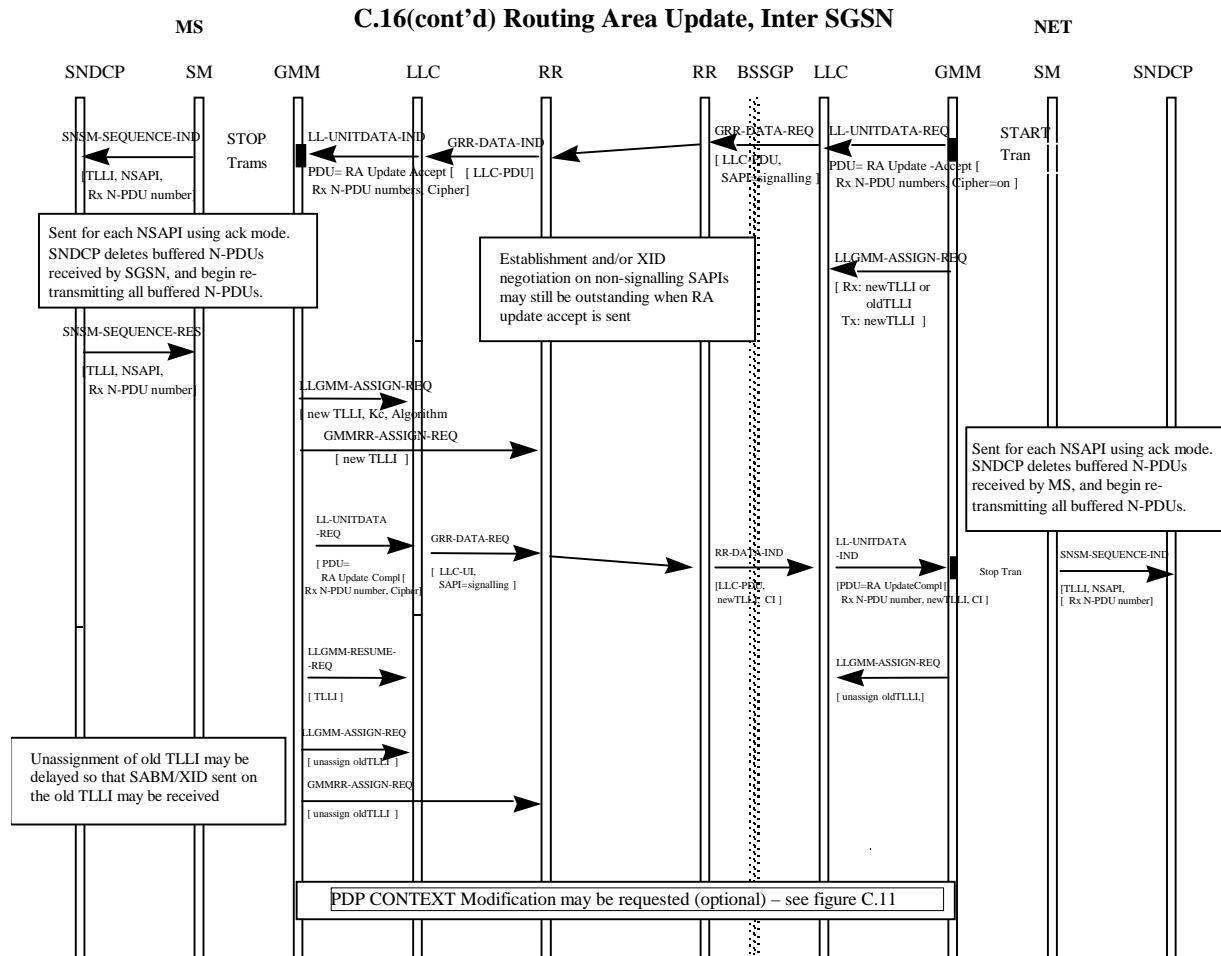 C.16(cont'd) Routing Area Update, Inter SGSN
MS
NET
SNDCP SM GMM LLC RR RR BSSGP LLC GMM SM SNDCP
SNSM-SEQUENCE-IND
[TLLI, NSAPI,
Rx N-PDU number]
STOP
Trams
LL-UNITDATA-IND
PDU= RA Update Accept [
Rx N-PDU numbers, Cipher]
GRR-DATA-IND
[ LLC-PDU]
GRR-DATA-REQ
[ LLC-PDU,
SAPI=signalling ]
LL-UNITDATA-REQ
PDU= RA Update -Accept [
Rx N-PDU numbers, Cipher=on ]
START
Tran
Sent for each NSAPI using ack mode.
SNDCP deletes buffered N-PDUs
received by SGSN, and begin re-
transmitting all buffered N-PDUs.
Establishment and/or XID
negotiation on non-signalling SAPIs
may still be outstanding when RA
update accept is sent
LLGMM-ASSIGN-REQ
[ Rx: newTLLI or
oldTLLI
Tx: newTLLI ]
SNSM-SEQUENCE-RES
[TLLI, NSAPI,
Rx N-PDU number]
LLGMM-ASSIGN-REQ
[ new TLLI, Kc, Algorithm
GMMRR-ASSIGN-REQ
[ new TLLI ]
Sent for each NSAPI using ack mode.
SNDCP deletes buffered N-PDUs
received by MS, and begin re-
transmitting all buffered N-PDUs.
LL-UNITDATA
-REQ
[ PDU=
RA Update Compl [
Rx N-PDU number, Cipher]
GRR-DATA-REQ
[ LLC-UI,
SAPI=signalling ]
RR-DATA-IND
[LLC-PDU,
newTLLI, CI ]
LL-UNITDATA
-IND
[PDU=RA UpdateCompl [
Rx N-PDU number, newTLLI, CI ]
Stop Tran
SNSM-SEQUENCE-IND
[TLLI, NSAPI,
[ Rx N-PDU number]
LLGMM-RESUME-
-REQ
[ TLLI ]
LLGMM-ASSIGN-REQ
[ unassign oldTLLI,]
Unassignment of old TLLI may be
delayed so that SABM/XID sent on
the old TLLI may be received
LLGMM-ASSIGN-REQ
[ unassign oldTLLI ]
GMMRR-ASSIGN-REQ
[ unassign oldTLLI ]
PDP CONTEXT Modification may be requested (optional) – see figure C.11